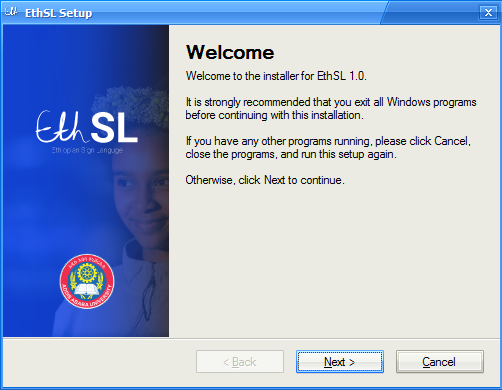 EthSL Setup
Welcome
Welcome to the installer for EthSL 1.0.
It is strongly recommended that you exit all Windows programs
before continuing with this installation.
If you have any other programs running, please click Cancel,
close the programs, and run this setup again.
Otherwise, click Next to continue.
EthSL
Ethiopian Sign Language
ADDIS ABABA UNIVERSITY
< Back
Next >
Cancel